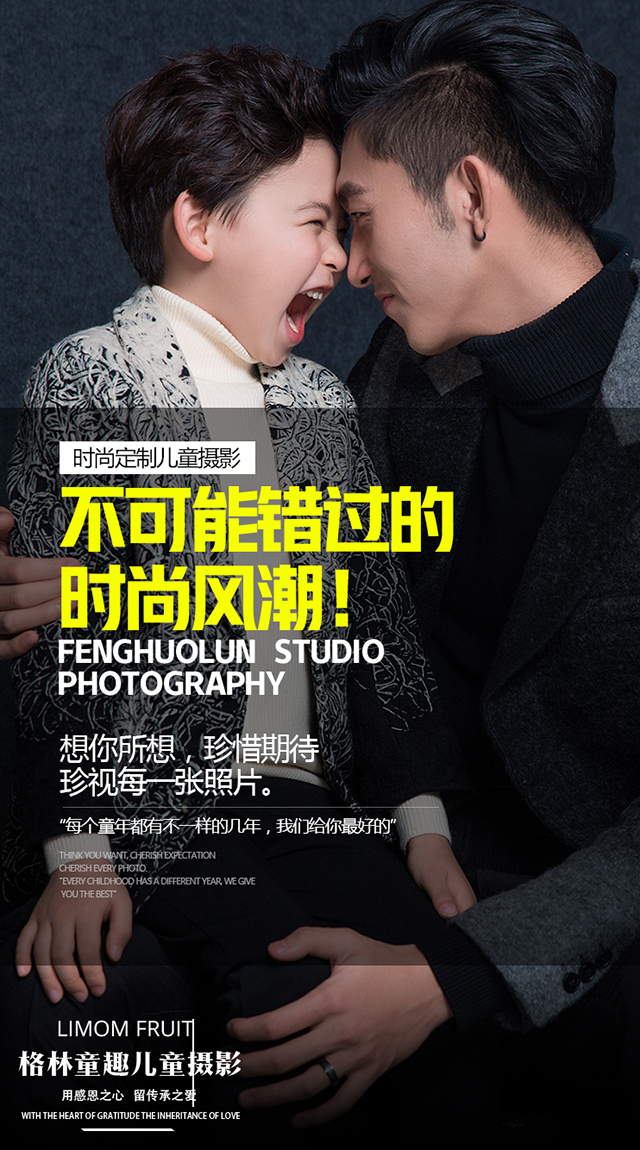 时尚定制儿童摄影
不可能错过的
时尚风潮!
FENGHUOLUN STUDIO
PHOTOGRAPHY
想你所想，珍惜期待
珍视每一张照片。
“每个童年都有不一样的几年，我们给你最好的”
THINK YOU WANT, CHERISH EXPECTATION
CHERISH EVERY PHOTO.
"EVERY CHILDHOOD HAS A DIFFERENT YEAR, WE GIVE
YOU THE BEST"
LIMOM FRUIT
格林童趣儿童摄影
用感恩之心 留传承之爱
WITH THE HEART OF GRATITUDE THE INHERITANCE OF LOVE